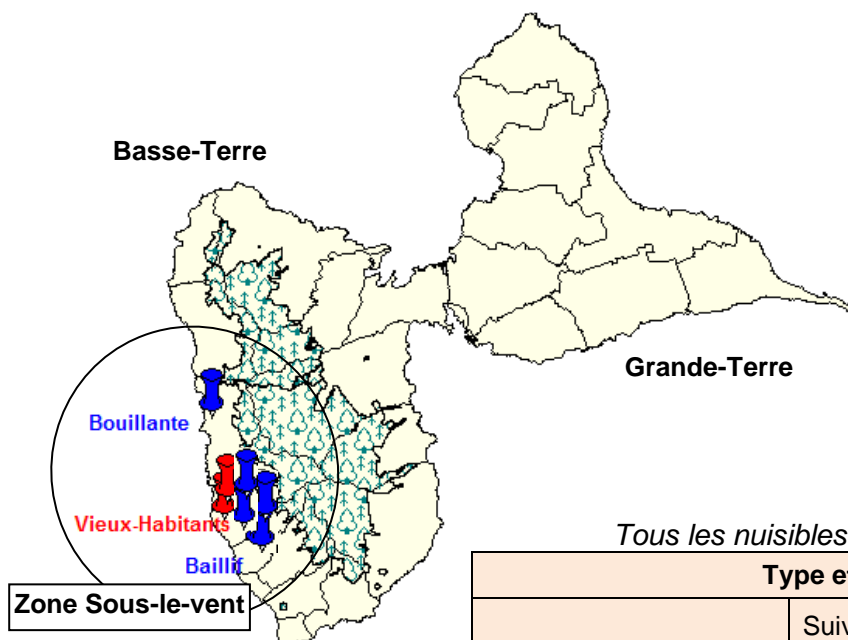 Basse-Terre
Grande-Terre
Bouillante
Vieux-Habitants
Baillif
Zone Sous-le-vent
Tous les nuisibles
Type et
Suiv